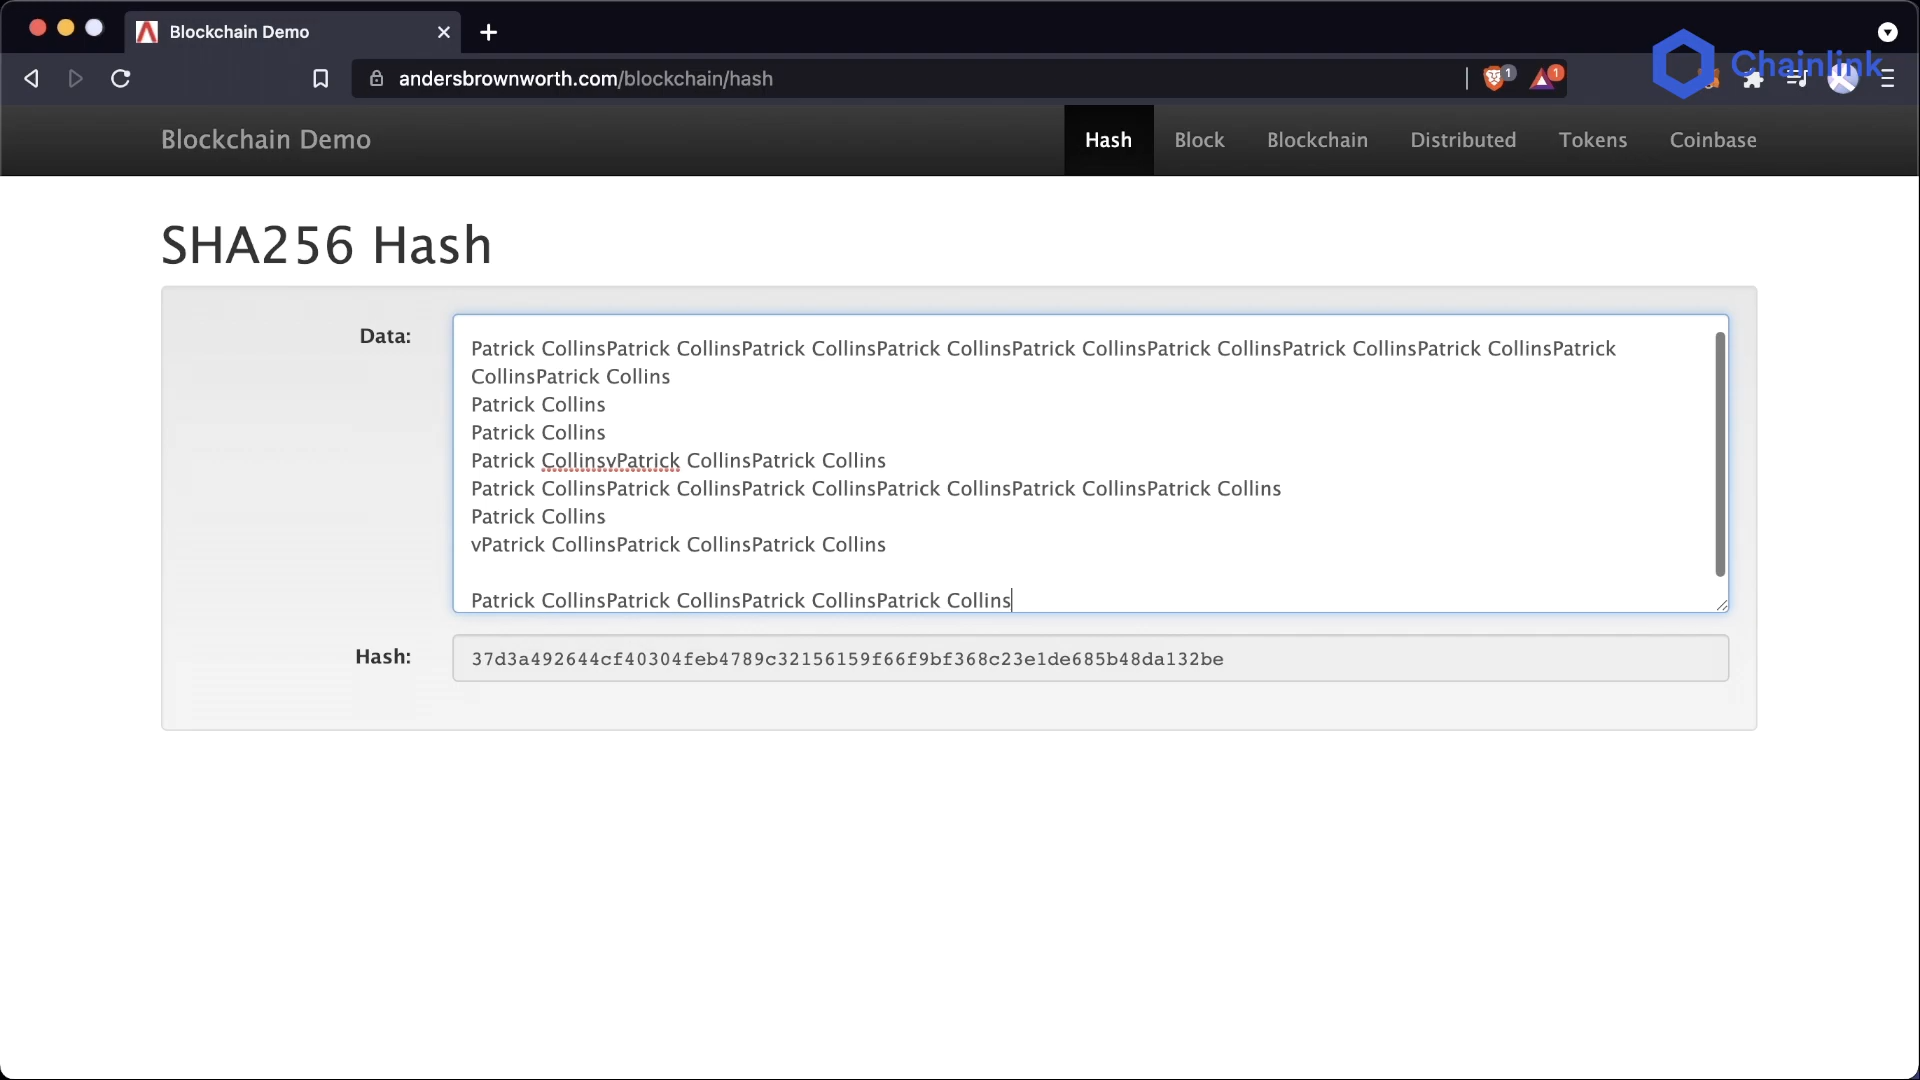 Blockchain Demo
andersbrownworth.com/blockchain/hash
1
1
Chainlink
Blockchain Demo
Hash
Block
Blockchain
Distributed
Tokens
Coinbase
SHA256 Hash
Data:
Patrick CollinsPatrick CollinsPatrick CollinsPatrick CollinsPatrick CollinsPatrick CollinsPatrick CollinsPatrick CollinsPatrick
CollinsPatrick Collins
Patrick Collins
Patrick Collins
Patrick CollinsvPatrick CollinsPatrick Collins
Patrick CollinsPatrick CollinsPatrick CollinsPatrick CollinsPatrick CollinsPatrick Collins
Patrick Collins
vPatrick CollinsPatrick CollinsPatrick Collins
Patrick CollinsPatrick CollinsPatrick CollinsPatrick Collins
Hash:
37d3a492644cf40304feb4789c32156159f66f9bf368c23e1de685b48da132be